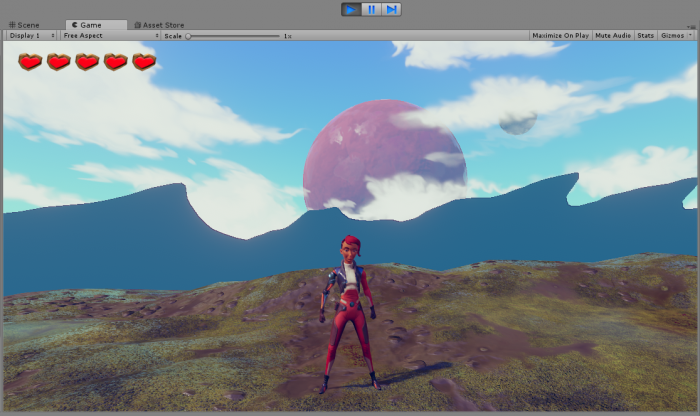 Scene Game Asset Store
Display 1 Free Aspect Scale 1x Maximize On Play Mute Audio Stats Gizmos